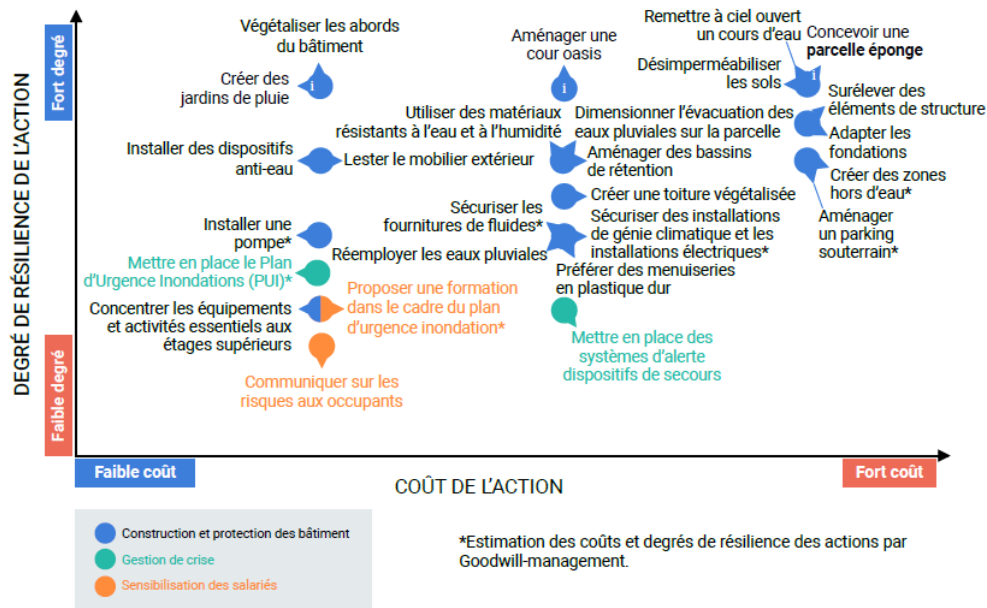 DEGRÉ DE RÉSILIENCE DE L'ACTION
Fort degré
Faible degré
Végétaliser les abords
du bâtiment
Créer des
jardins de pluie
Aménager une
cour oasis
Remettre à ciel ouvert
un cours d'eau
Concevoir une
parcelle éponge
Désimperméabiliser
les sols
Surélever des
éléments de structure
Adapter les
fondations
Utiliser des matériaux
résistants à l'eau et à l'humidité
Dimensionner l'évacuation des
eaux pluviales sur la parcelle
Installer des dispositifs
anti-eau
Lester le mobilier extérieur
Aménager des bassins
de rétention
Créer des zones
hors d'eau*
Aménager
un parking
souterrain*
Créer une toiture végétalisée
Sécuriser les
fournitures de fluides*
Sécuriser des installations
de génie climatique et les
installations électriques*
Installer une
pompe*
Réemployer les eaux pluviales
Préférer des menuiseries
en plastique dur
Mettre en place le Plan
d'Urgence Inondations (PUI)*
Concentrer les équipements
et activités essentiels aux
étages supérieurs
Proposer une formation
dans le cadre du plan
d'urgence inondation*
Mettre en place des
systèmes d'alerte
dispositifs de secours
Communiquer sur les
risques aux occupants
i
i
i
Faible coût
COÛT DE L'ACTION
Fort coût
Construction et protection des bâtiment
Gestion de crise
Sensibilisation des salariés
*Estimation des coûts et degrés de résilience des actions par
Goodwill-management.